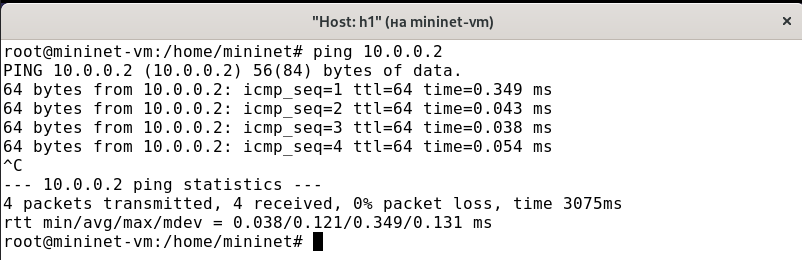 "Host: h1" (на mininet-vm)
root@mininet-vm:/home/mininet# ping 10.0.0.2
PING 10.0.0.2 (10.0.0.2) 56(84) bytes of data.
64 bytes from 10.0.0.2: icmp_seq=1 ttl=64 time=0.349 ms
64 bytes from 10.0.0.2: icmp_seq=2 ttl=64 time=0.043 ms
64 bytes from 10.0.0.2: icmp_seq=3 ttl=64 time=0.038 ms
64 bytes from 10.0.0.2: icmp_seq=4 ttl=64 time=0.054 ms
^C
--- 10.0.0.2 ping statistics ---
4 packets transmitted, 4 received, 0% packet loss, time 3075ms
rtt min/avg/max/mdev = 0.038/0.121/0.349/0.131 ms
root@mininet-vm:/home/mininet#